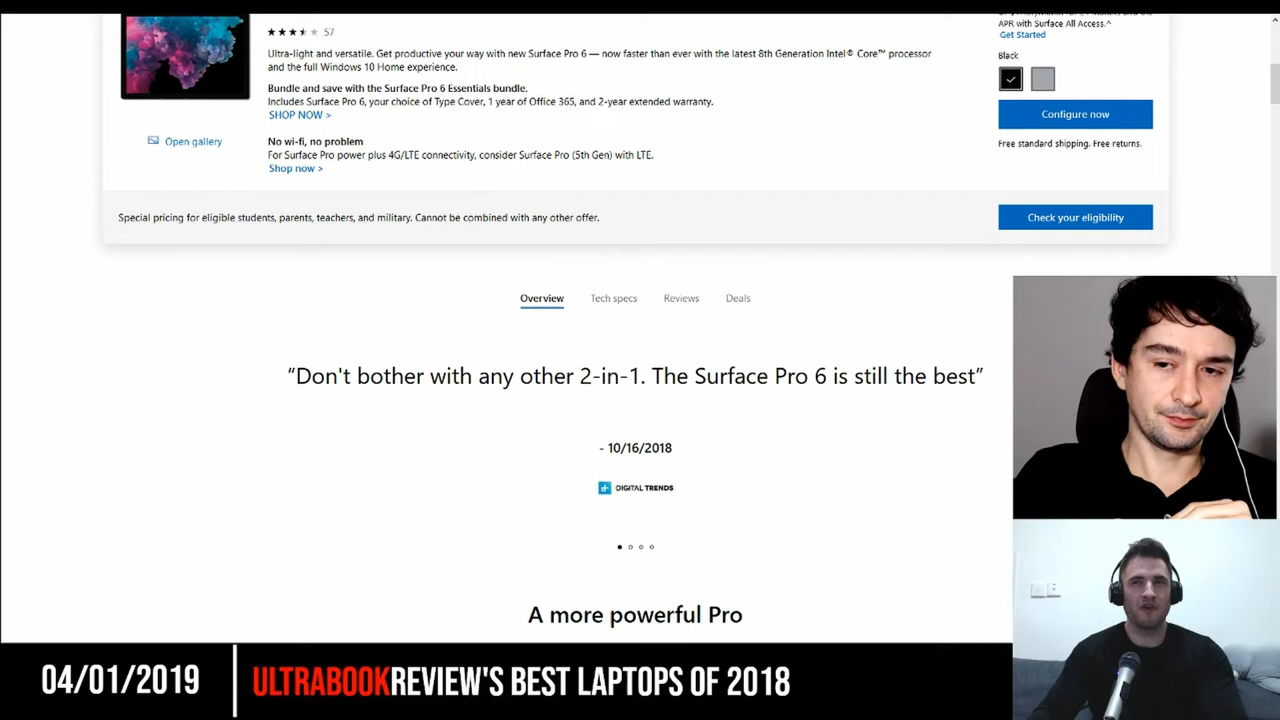 APR with Surface All Access.^
Get Started
57
Ultra-light and versatile. Get productive your way with new Surface Pro 6 — now faster than ever with the latest 8th Generation Intel® Core™ processor
and the full Windows 10 Home experience.
Black
Bundle and save with the Surface Pro 6 Essentials bundle.
Includes Surface Pro 6, your choice of Type Cover, 1 year of Office 365, and 2-year extended warranty.
SHOP NOW >
Configure now
Open gallery
No wi-fi, no problem
For Surface Pro power plus 4G/LTE connectivity, consider Surface Pro (5th Gen) with LTE.
Shop now >
Free standard shipping. Free returns.
Special pricing for eligible students, parents, teachers, and military. Cannot be combined with any other offer.
Check your eligibility
Overview Tech specs Reviews Deals
“Don't bother with any other 2-in-1. The Surface Pro 6 is still the best”
- 10/16/2018
dt DIGITAL TRENDS
A more powerful Pro
04/01/2019 ULTRABOOKREVIEW'S BEST LAPTOPS OF 2018